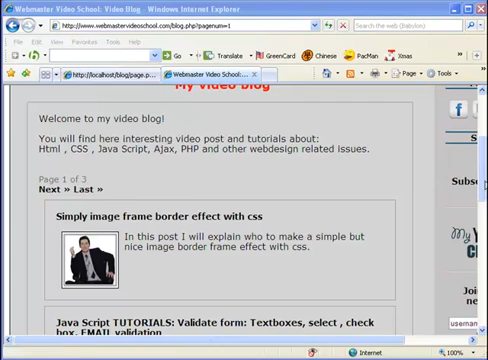 Webmaster Video School: Video Blog - Windows Internet Explorer
http://www.webmastervideoschool.com/blog.php?pagenum=1
Search the web (babylon)
File Edit View Favorites Tools Help
Go Translate GreenCard Chinese PacMan Xmas
http://localhost/blog/page.p... Webmaster Video School:...
Page Tools
My video blog
Welcome to my video blog!
You will find here interesting video post and tutorials about:
Html , CSS , Java Script, Ajax, PHP and other webdesign related issues.
Page 1 of 3
Next » Last »
Simply image frame border effect with css
In this post I will explain who to make a simple but
nice image border frame effect with css.
Java Script TUTORIALS: Validate form: Textboxes, select , check
box, EMAIL validation
S
Subsc
My Y
C
Join
ne
usernam
Internet
100%